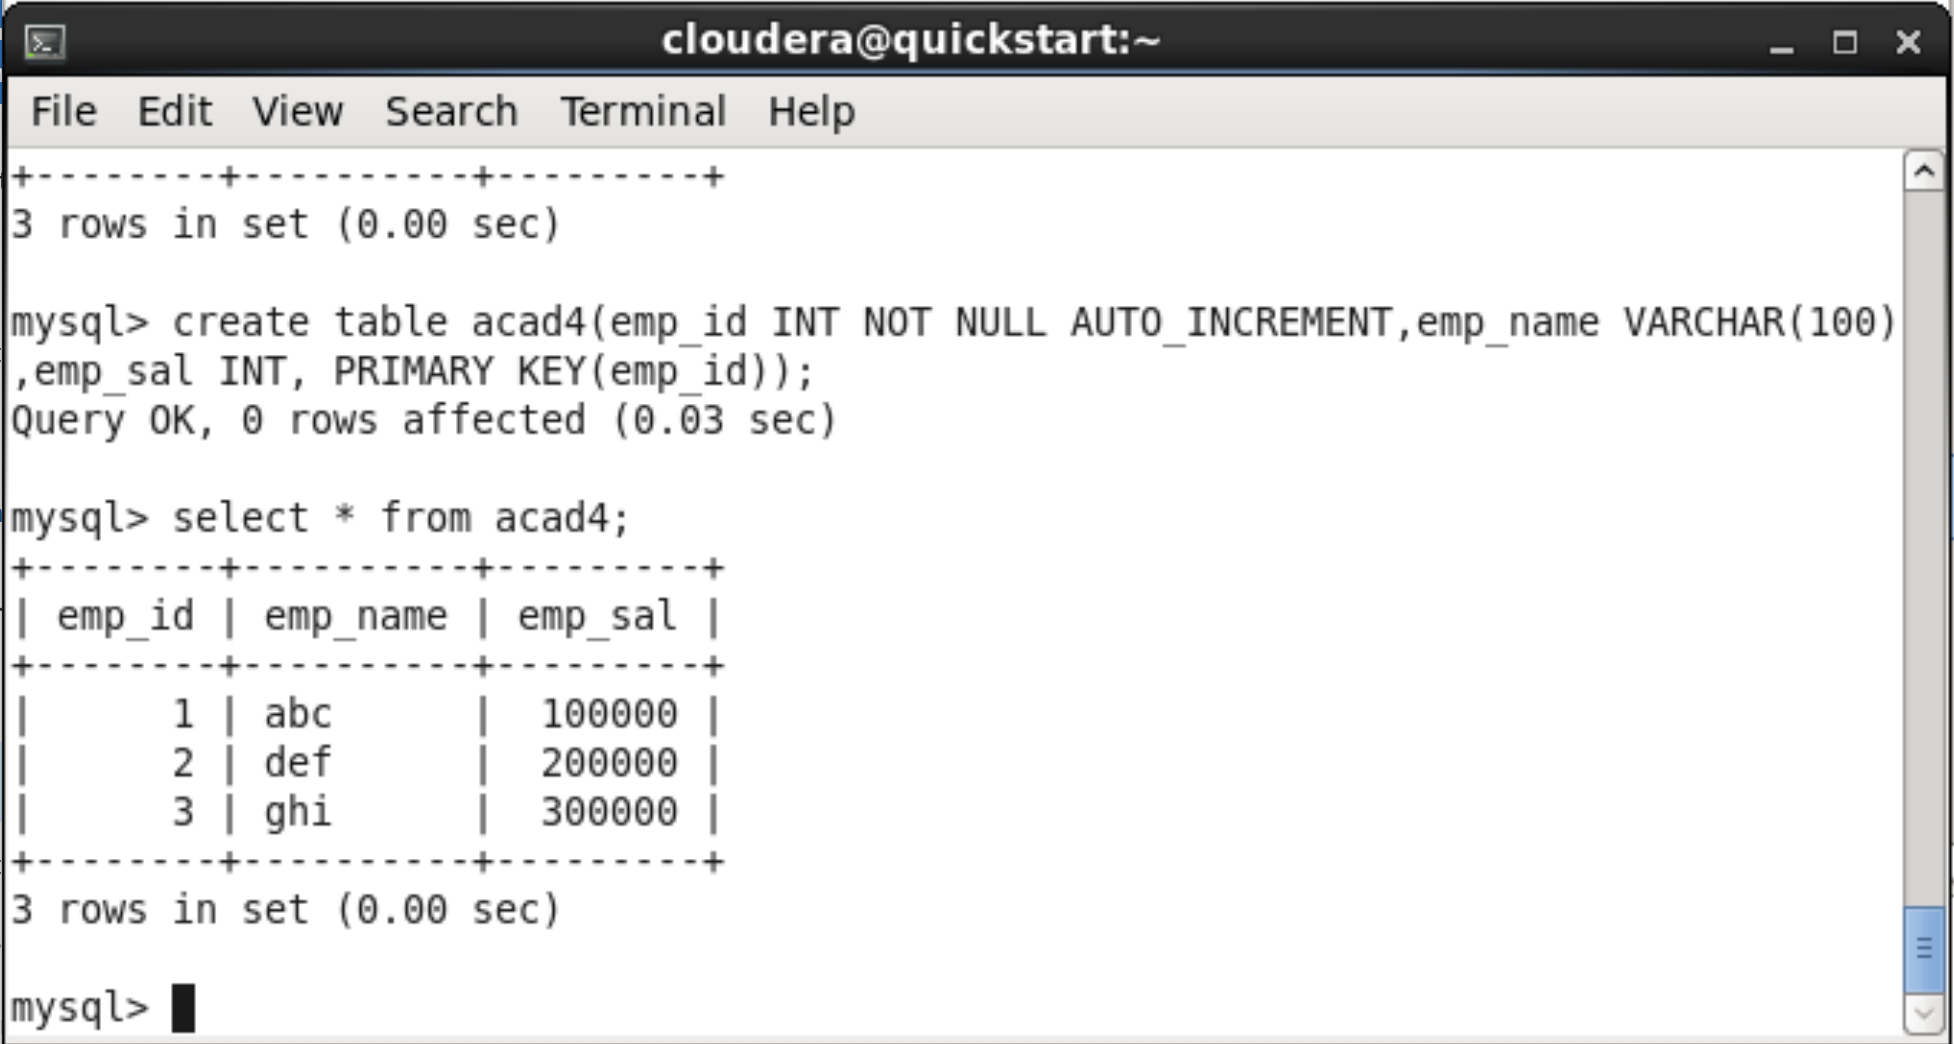 cloudera@quickstart:~
File Edit View Search Terminal Help
+--------+----------+---------+
3 rows in set (0.00 sec)
mysql> create table acad4(emp_id INT NOT NULL AUTO_INCREMENT,emp_name VARCHAR(100)
,emp_sal INT, PRIMARY KEY(emp_id));
Query OK, 0 rows affected (0.03 sec)
mysql> select * from acad4;
+--------+----------+---------+
| emp_id | emp_name | emp_sal |
+--------+----------+---------+
|      1 | abc      |  100000 |
|      2 | def      |  200000 |
|      3 | ghi      |  300000 |
+--------+----------+---------+
3 rows in set (0.00 sec)
mysql>